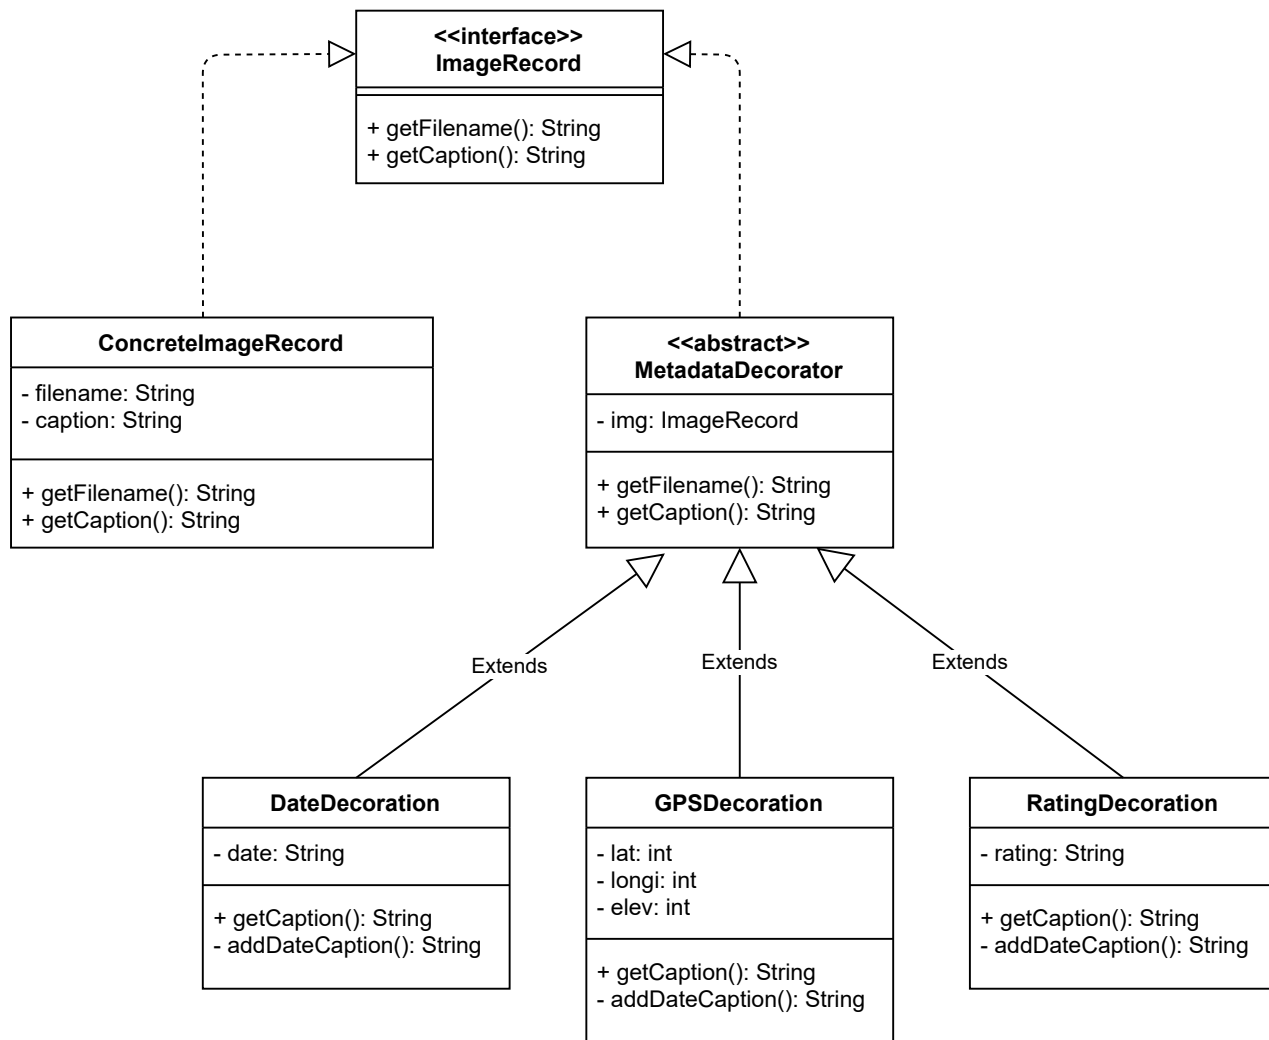 <<interface>>
ImageRecord
+ getFilename(): String
+ getCaption(): String
ConcreteImageRecord
- filename: String
- caption: String
+ getFilename(): String
+ getCaption(): String
<<abstract>>
MetadataDecorator
- img: ImageRecord
+ getFilename(): String
+ getCaption(): String
Extends
Extends
Extends
DateDecoration
- date: String
+ getCaption(): String
- addDateCaption(): String
GPSDecoration
- lat: int
- longi: int
- elev: int
+ getCaption(): String
- addDateCaption(): String
RatingDecoration
- rating: String
+ getCaption(): String
- addDateCaption(): String